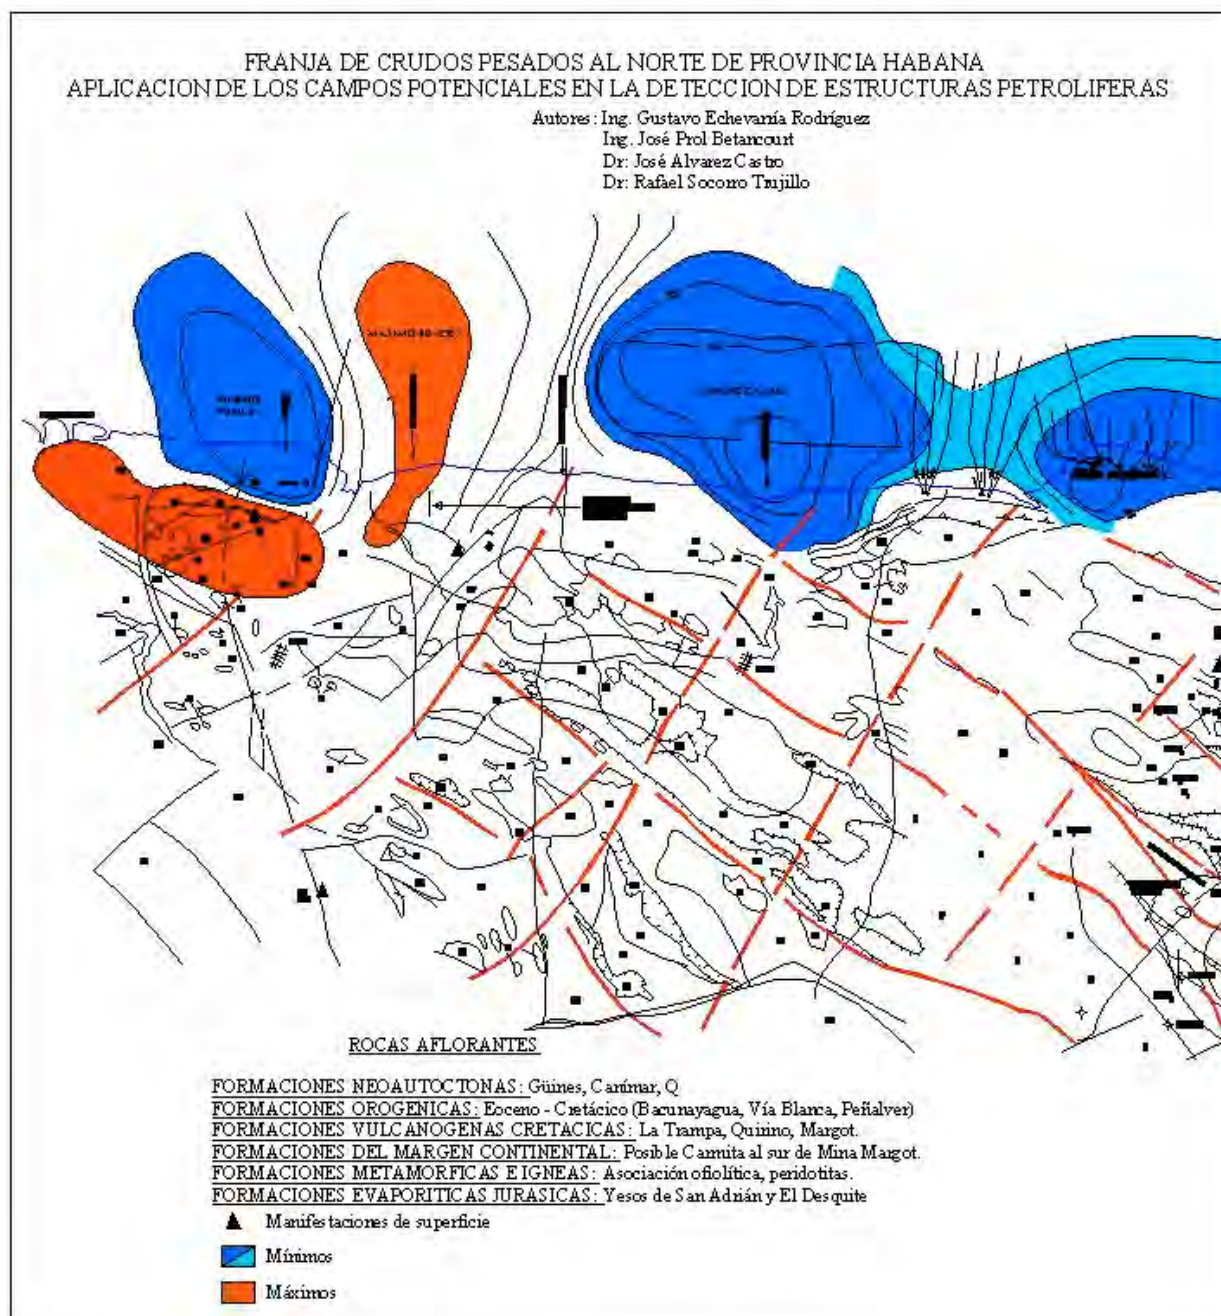 FRANJA DE CRUDOS PESADOS AL NORTE DE PROVINCIA HABANA
APLICACION DE LOS CAMPOS POTENCIALES EN LA DETECCION DE ESTRUCTURAS PETROLIFERAS
Autores: Ing. Gustavo Echevarría Rodríguez
Ing. José Prol Betancourt
Dr: José Alvarez Castro
Dr: Rafael Socorro Trujillo
ROCAS AFLORANTES
FORMACIONES NEOAUTOCTONAS: Güines, Canímar, Q
FORMACIONES OROGENICAS: Eoceno - Cretácico (Bacunayagua, Vía Blanca, Peñalver)
FORMACIONES VULCANOGENAS CRETACICAS: La Trampa, Quirino, Margot.
FORMACIONES DEL MARGEN CONTINENTAL: Posible Carmita al sur de Mina Margot.
FORMACIONES METAMORFICAS E IGNEAS: Asociación ofiolítica, peridotitas.
FORMACIONES EVAPORITICAS JURASICAS: Yesos de San Adrián y El Desquite
Manifestaciones de superficie
Mínimos
Máximos